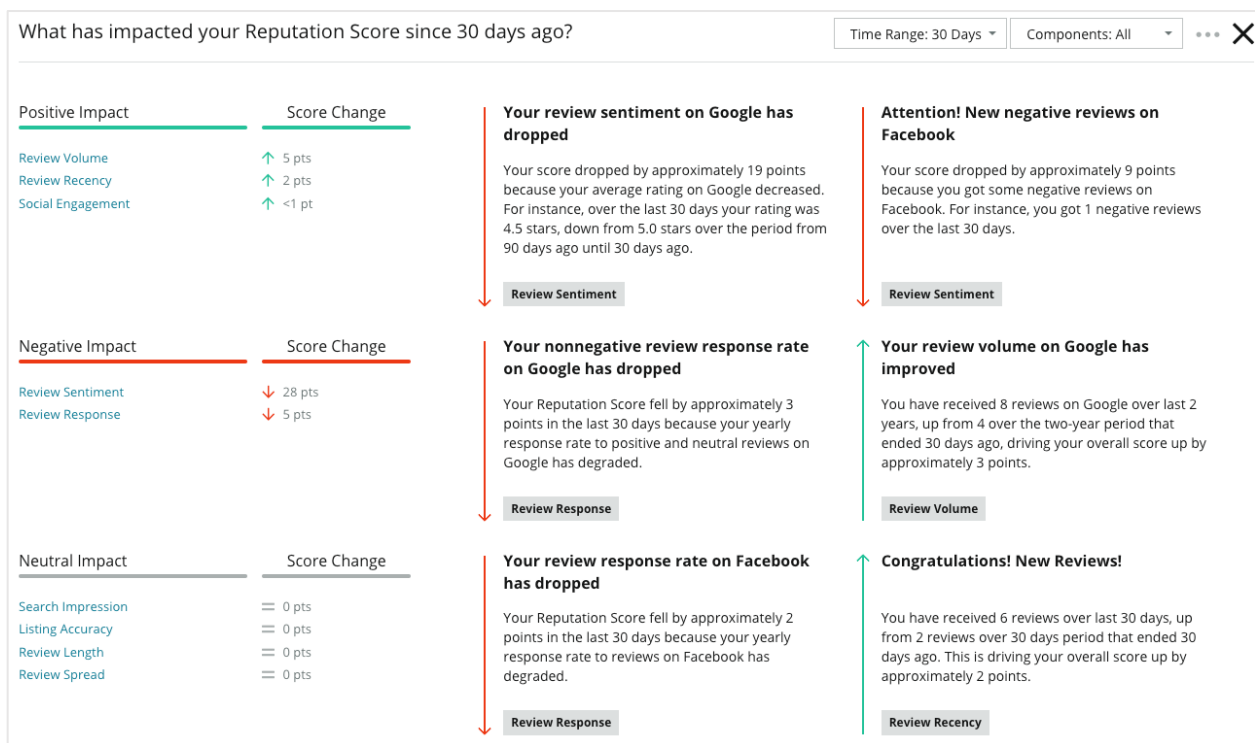 What has impacted your Reputation Score since 30 days ago?
Time Range: 30 Days
Components: All
Positive Impact
Score Change
Review Volume
5 pts
Review Recency
2 pts
Social Engagement
<1 pt
Negative Impact
Score Change
Review Sentiment
28 pts
Review Response
5 pts
Neutral Impact
Score Change
Search Impression
0 pts
Listing Accuracy
0 pts
Review Length
0 pts
Review Spread
0 pts
Your review sentiment on Google has
dropped
Your score dropped by approximately 19 points
because your average rating on Google decreased.
For instance, over the last 30 days your rating was
4.5 stars, down from 5.0 stars over the period from
90 days ago until 30 days ago.
Review Sentiment
Attention! New negative reviews on
Facebook
Your score dropped by approximately 9 points
because you got some negative reviews on
Facebook. For instance, you got 1 negative reviews
over the last 30 days.
Review Sentiment
Your nonnegative review response rate
on Google has dropped
Your Reputation Score fell by approximately 3
points in the last 30 days because your yearly
response rate to positive and neutral reviews on
Google has degraded.
Review Response
Your review volume on Google has
improved
You have received 8 reviews on Google over last 2
years, up from 4 over the two-year period that
ended 30 days ago, driving your overall score up by
approximately 3 points.
Review Volume
Your review response rate on Facebook
has dropped
Your Reputation Score fell by approximately 2
points in the last 30 days because your yearly
response rate to reviews on Facebook has
degraded.
Review Response
Congratulations! New Reviews!
You have received 6 reviews over last 30 days, up
from 2 reviews over 30 days period that ended 30
days ago. This is driving your overall score up by
approximately 2 points.
Review Recency